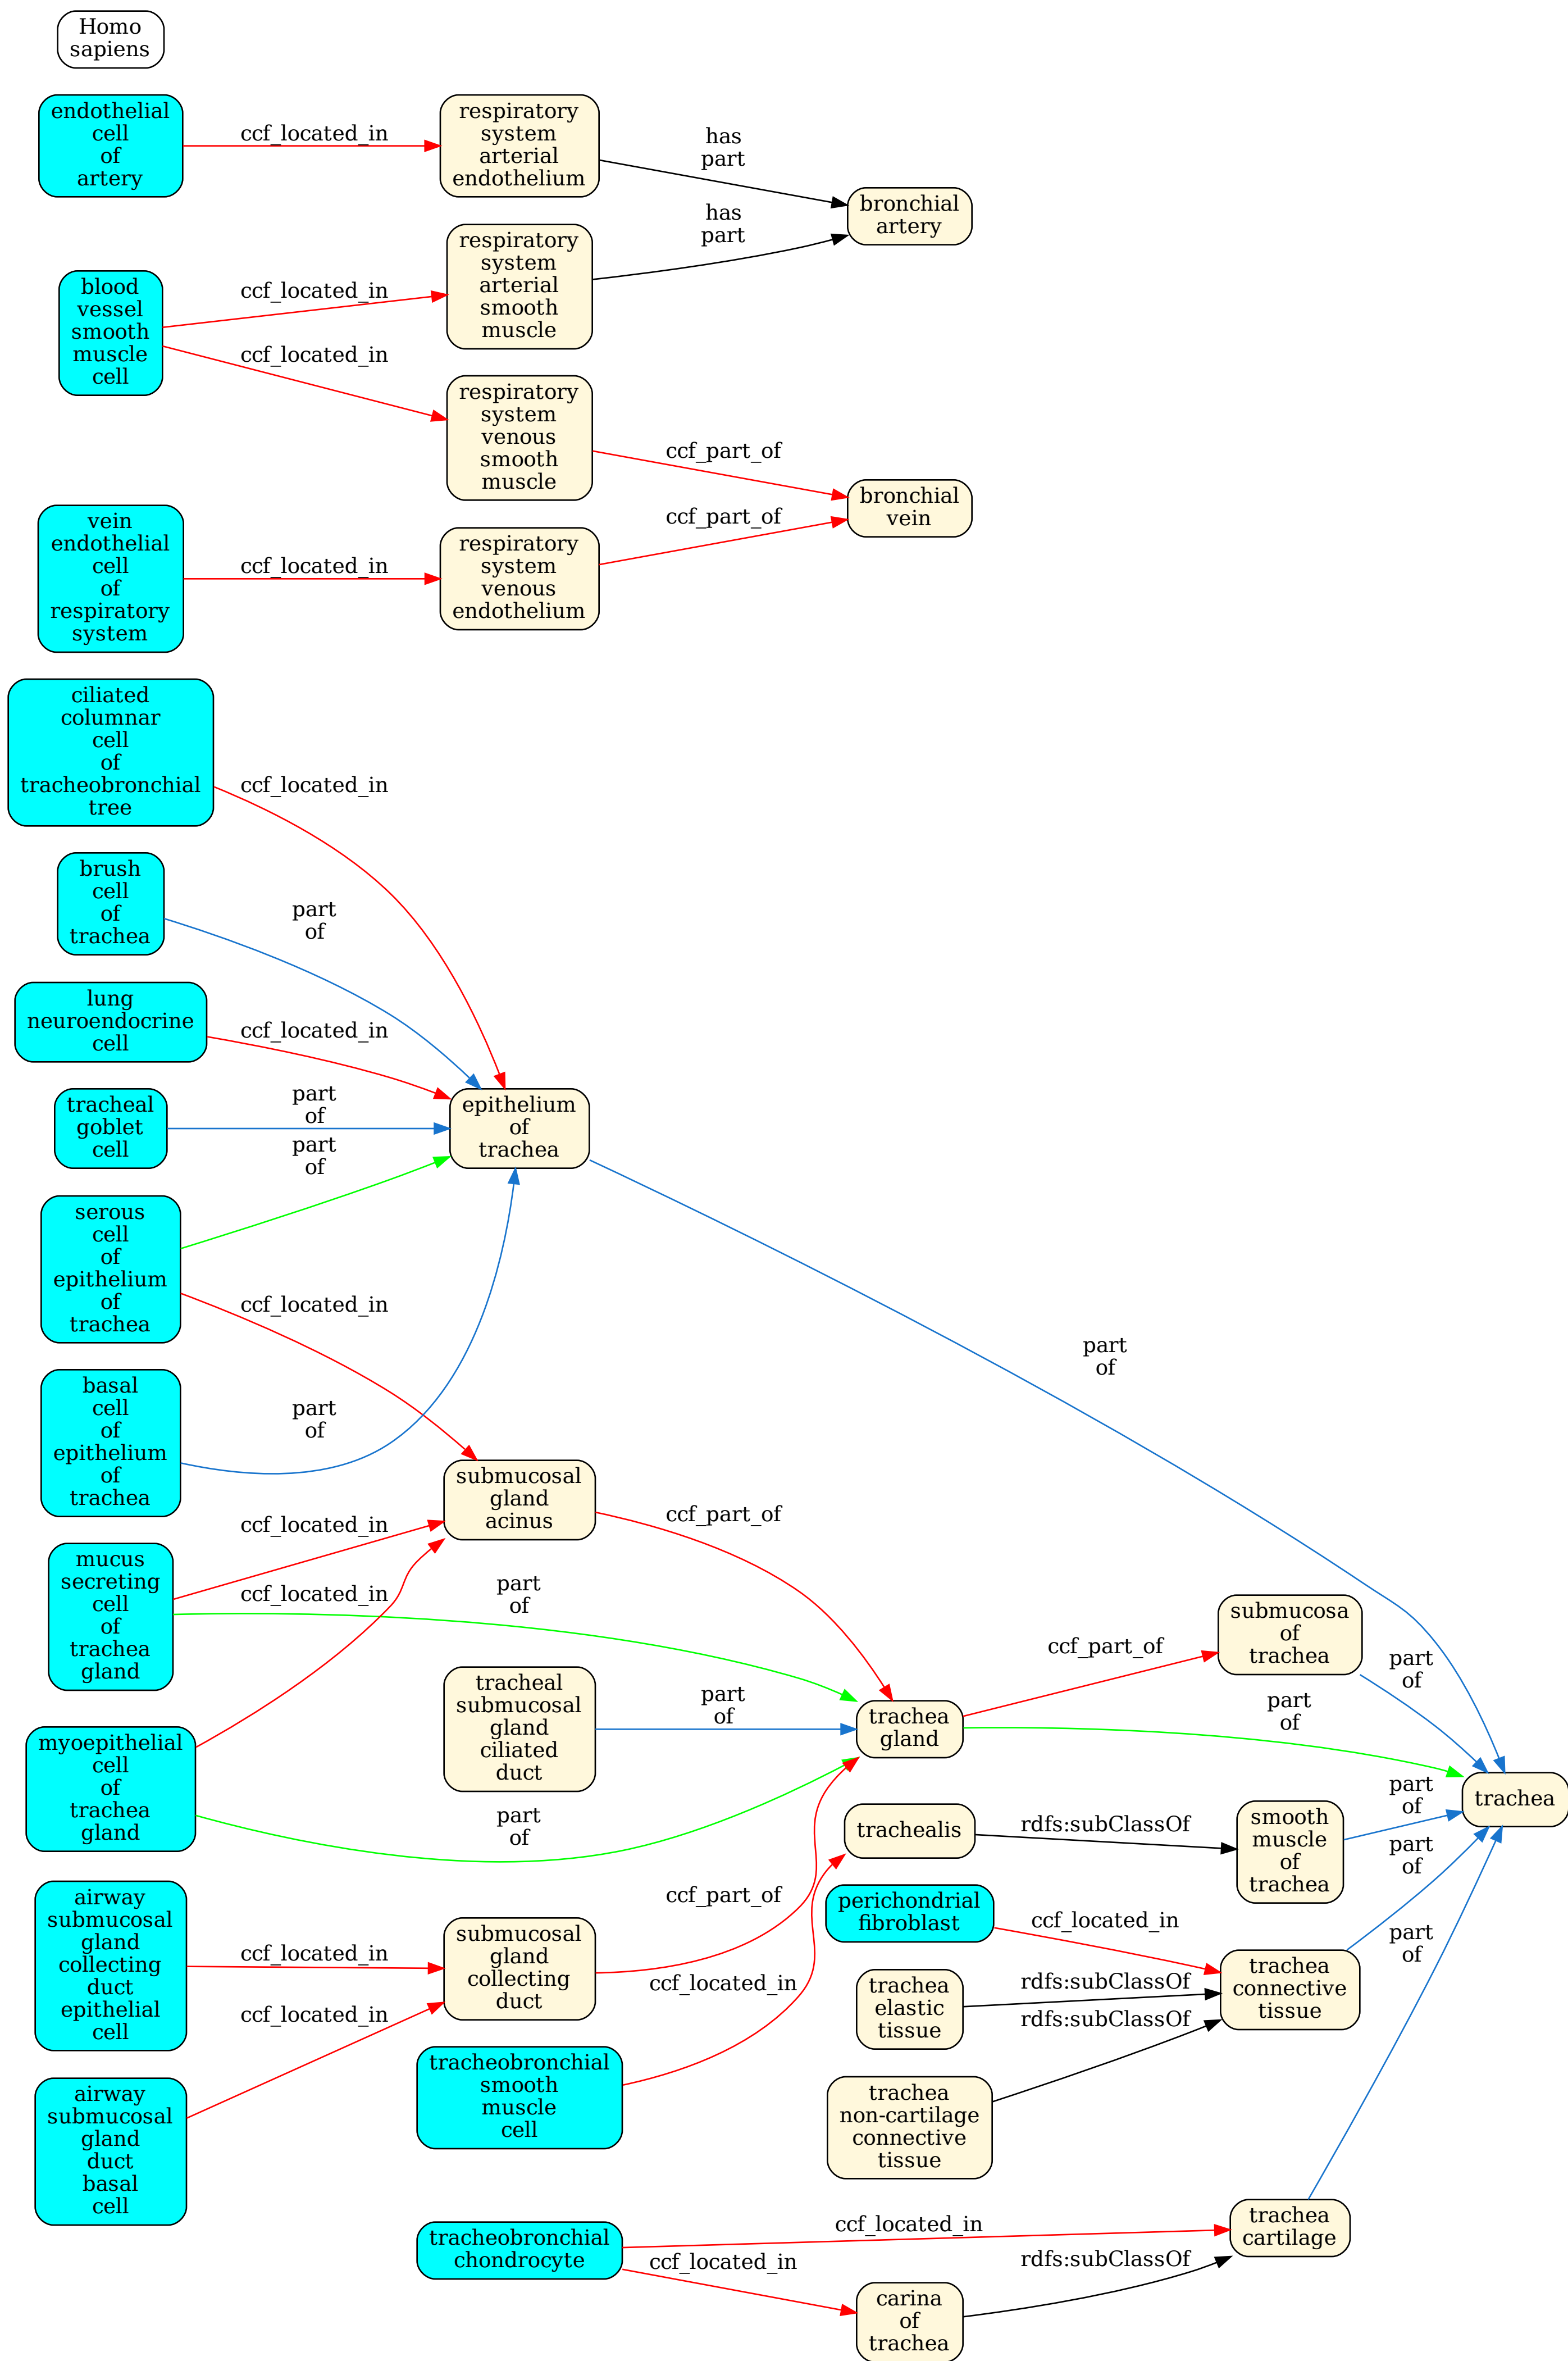 Homo
sapiens
endothelial
cell
of
artery
ccf_located_in
respiratory
system
arterial
endothelium
has
part
bronchial
artery
blood
vessel
smooth
muscle
cell
ccf_located_in
ccf_located_in
respiratory
system
arterial
smooth
muscle
has
part
respiratory
system
venous
smooth
muscle
ccf_part_of
bronchial
vein
vein
endothelial
cell
of
respiratory
system
ccf_located_in
respiratory
system
venous
endothelium
ccf_part_of
ciliated
columnar
cell
of
tracheobronchial
tree
ccf_located_in
brush
cell
of
trachea
part
of
lung
neuroendocrine
cell
ccf_located_in
tracheal
goblet
cell
part
of
epithelium
of
trachea
part
of
serous
cell
of
epithelium
of
trachea
part
of
ccf_located_in
basal
cell
of
epithelium
of
trachea
part
of
submucosal
gland
acinus
ccf_part_of
mucus
secreting
cell
of
trachea
gland
ccf_located_in
part
of
myoepithelial
cell
of
trachea
gland
ccf_located_in
part
of
tracheal
submucosal
gland
ciliated
duct
part
of
trachea
gland
ccf_part_of
part
of
submucosa
of
trachea
part
of
trachea
trachealis
rdfs:subClassOf
smooth
muscle
of
trachea
part
of
airway
submucosal
gland
collecting
duct
epithelial
cell
ccf_located_in
submucosal
gland
collecting
duct
ccf_part_of
airway
submucosal
gland
duct
basal
cell
ccf_located_in
tracheobronchial
smooth
muscle
cell
ccf_located_in
perichondrial
fibroblast
ccf_located_in
trachea
elastic
tissue
rdfs:subClassOf
trachea
non-cartilage
connective
tissue
rdfs:subClassOf
trachea
connective
tissue
part
of
tracheobronchial
chondrocyte
ccf_located_in
ccf_located_in
carina
of
trachea
rdfs:subClassOf
trachea
cartilage
part
of